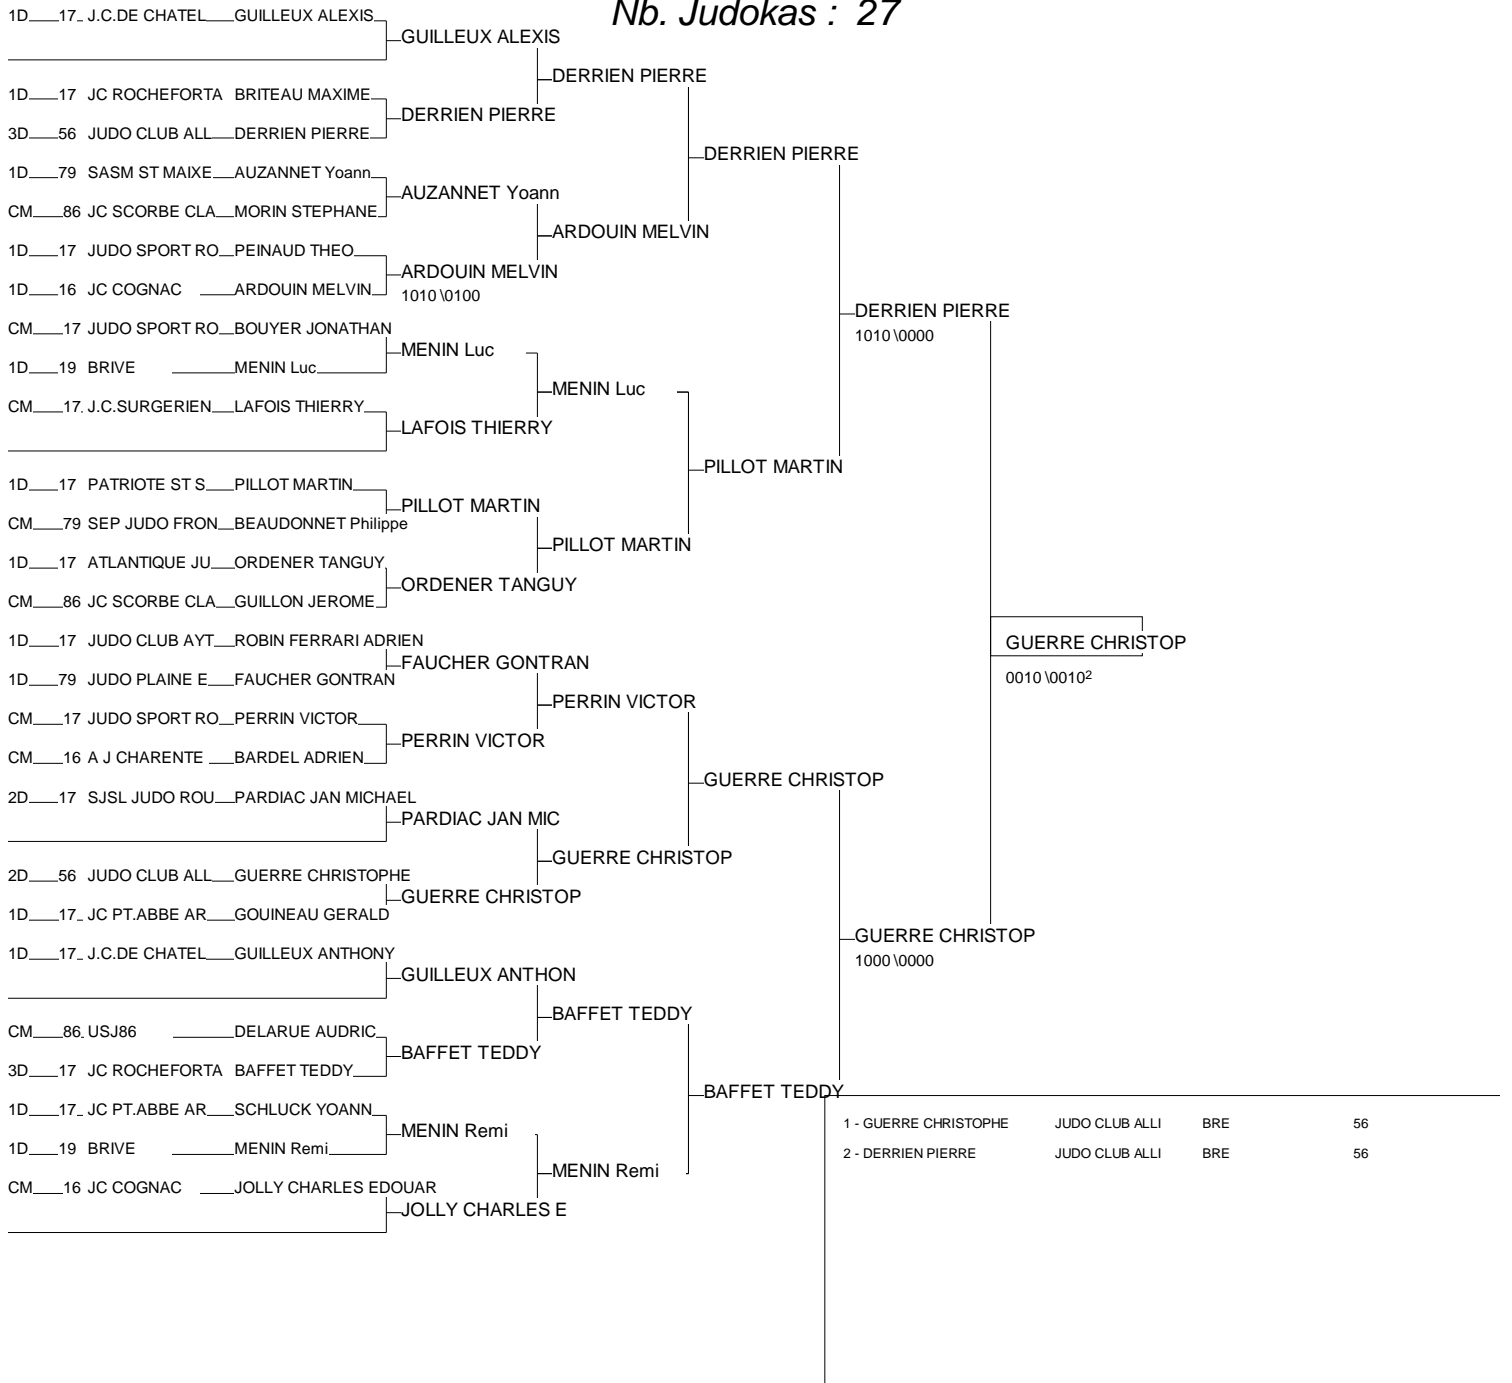 Nb. Judokas : 27
1D 17 J.C.DE CHATEL GUILLEUX ALEXIS
GUILLEUX ALEXIS
DERRIEN PIERRE
1D 17 JC ROCHEFORTA BRITEAU MAXIME
DERRIEN PIERRE
3D 56 JUDO CLUB ALL DERRIEN PIERRE
DERRIEN PIERRE
1D 79 SASM ST MAIXE AUZANNET Yoann
AUZANNET Yoann
CM 86 JC SCORBE CLA MORIN STEPHANE
ARDOUIN MELVIN
1D 17 JUDO SPORT RO PEINAUD THEO
ARDOUIN MELVIN
1D 16 JC COGNAC ARDOUIN MELVIN
1010 \0100
DERRIEN PIERRE
CM 17 JUDO SPORT RO BOUYER JONATHAN
1010 \0000
MENIN Luc
1D 19 BRIVE MENIN Luc
MENIN Luc
CM 17 J.C.SURGERIEN LAFOIS THIERRY
LAFOIS THIERRY
PILLOT MARTIN
1D 17 PATRIOTE ST S PILLOT MARTIN
PILLOT MARTIN
CM 79 SEP JUDO FRON BEAUDONNET Philippe
PILLOT MARTIN
1D 17 ATLANTIQUE JU ORDENER TANGUY
ORDENER TANGUY
CM 86 JC SCORBE CLA GUILLON JEROME
1D 17 JUDO CLUB AYT ROBIN FERRARI ADRIEN
GUERRE CHRISTOP
FAUCHER GONTRAN
0010 \0010²
1D 79 JUDO PLAINE E FAUCHER GONTRAN
PERRIN VICTOR
CM 17 JUDO SPORT RO PERRIN VICTOR
PERRIN VICTOR
CM 16 A J CHARENTE BARDEL ADRIEN
GUERRE CHRISTOP
2D 17 SJSL JUDO ROU PARDIAC JAN MICHAEL
PARDIAC JAN MIC
GUERRE CHRISTOP
2D 56 JUDO CLUB ALL GUERRE CHRISTOPHE
GUERRE CHRISTOP
1D 17 JC PT.ABBE AR GOUINEAU GERALD
GUERRE CHRISTOP
1D 17 J.C.DE CHATEL GUILLEUX ANTHONY
1000 \0000
GUILLEUX ANTHON
BAFFET TEDDY
CM 86 USJ86 DELARUE AUDRIC
BAFFET TEDDY
3D 17 JC ROCHEFORTA BAFFET TEDDY
BAFFET TEDDY
1D 17 JC PT.ABBE AR SCHLUCK YOANN
1 - GUERRE CHRISTOPHE JUDO CLUB ALLI BRE 56
MENIN Remi
1D 19 BRIVE MENIN Remi
2 - DERRIEN PIERRE JUDO CLUB ALLI BRE 56
MENIN Remi
CM 16 JC COGNAC JOLLY CHARLES EDOUAR
JOLLY CHARLES E